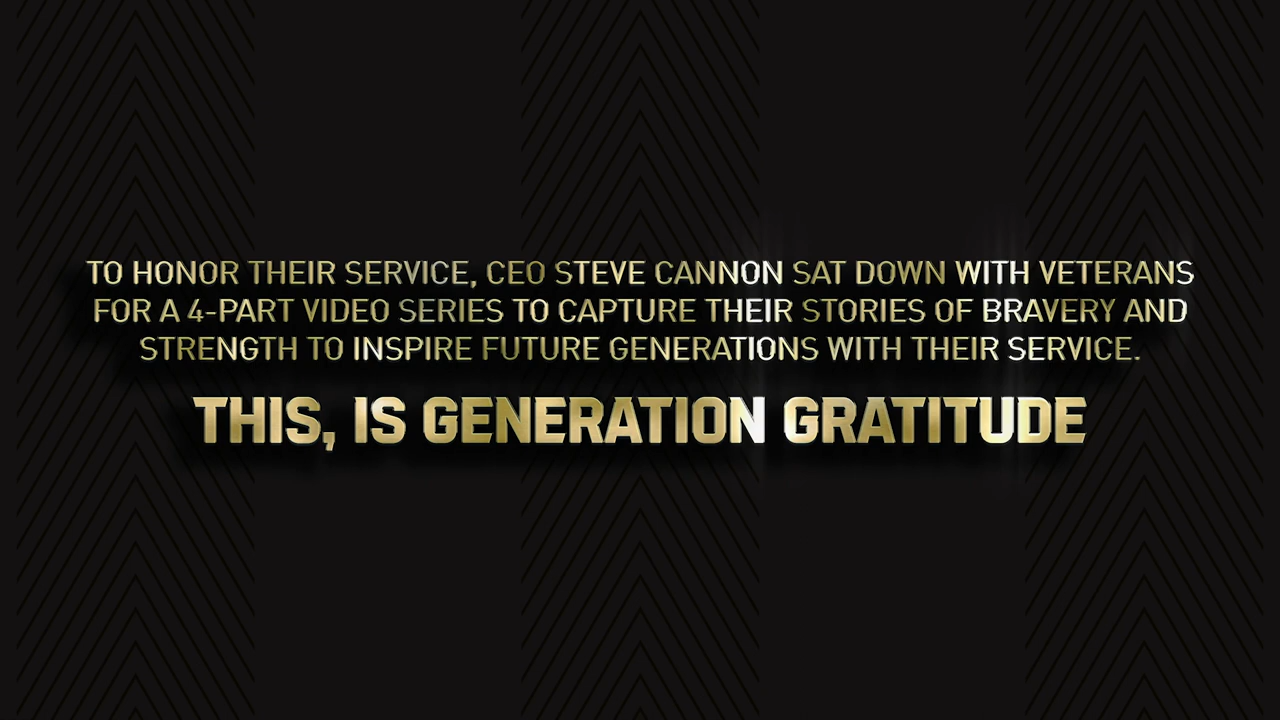 TO HONOR THEIR SERVICE, CEO STEVE CANNON SAT DOWN WITH VETERANS
FOR A 4-PART VIDEO SERIES TO CAPTURE THEIR STORIES OF BRAVERY AND
STRENGTH TO INSPIRE FUTURE GENERATIONS WITH THEIR SERVICE.
THIS, IS GENERATION GRATITUDE